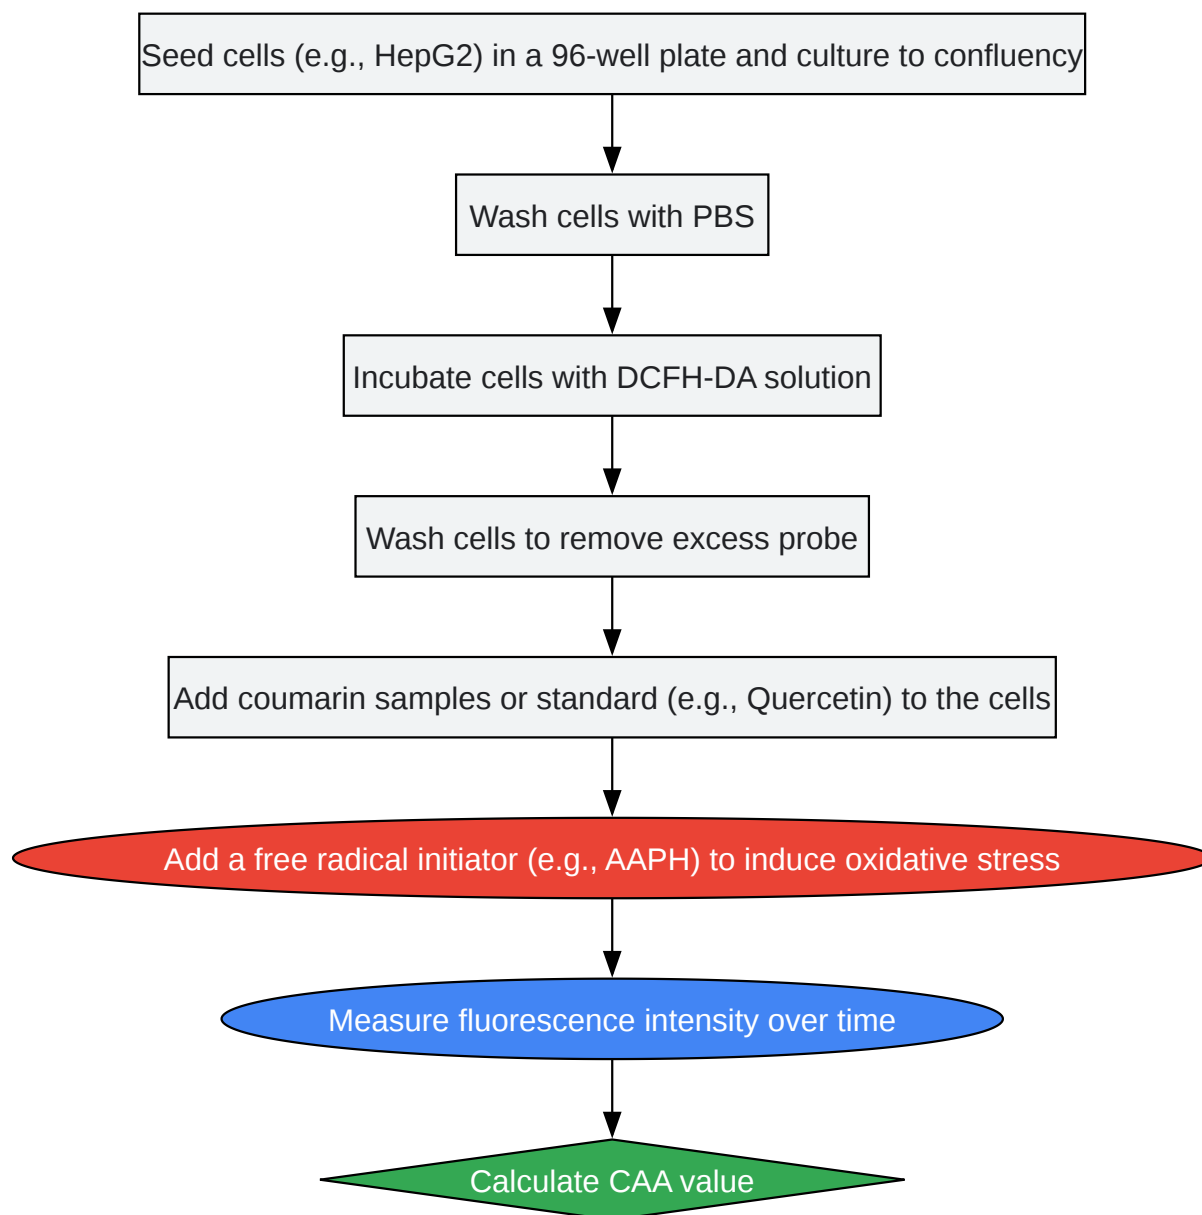 Seed cells (e.g., HepG2) in a 96-well plate and culture to confluency
Wash cells with PBS
Incubate cells with DCFH-DA solution
Wash cells to remove excess probe
Add coumarin samples or standard (e.g., Quercetin) to the cells
Add a free radical initiator (e.g., AAPH) to induce oxidative stress
Measure fluorescence intensity over time
Calculate CAA value